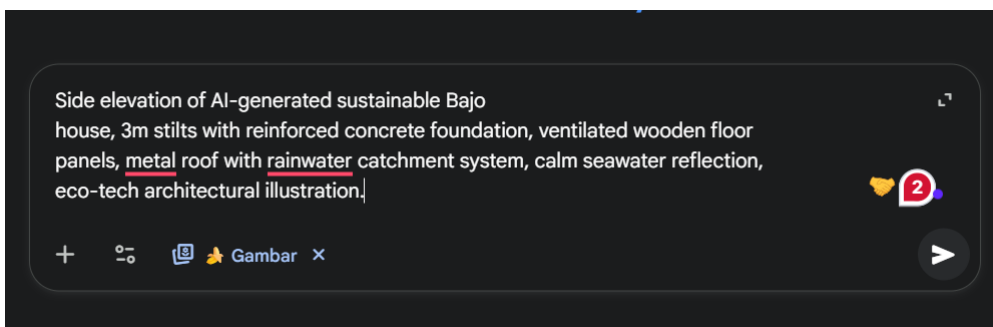 Side elevation of AI-generated sustainable Bajo
house, 3m stilts with reinforced concrete foundation, ventilated wooden floor
panels, metal roof with rainwater catchment system, calm seawater reflection,
eco-tech architectural illustration.
2
Gambar